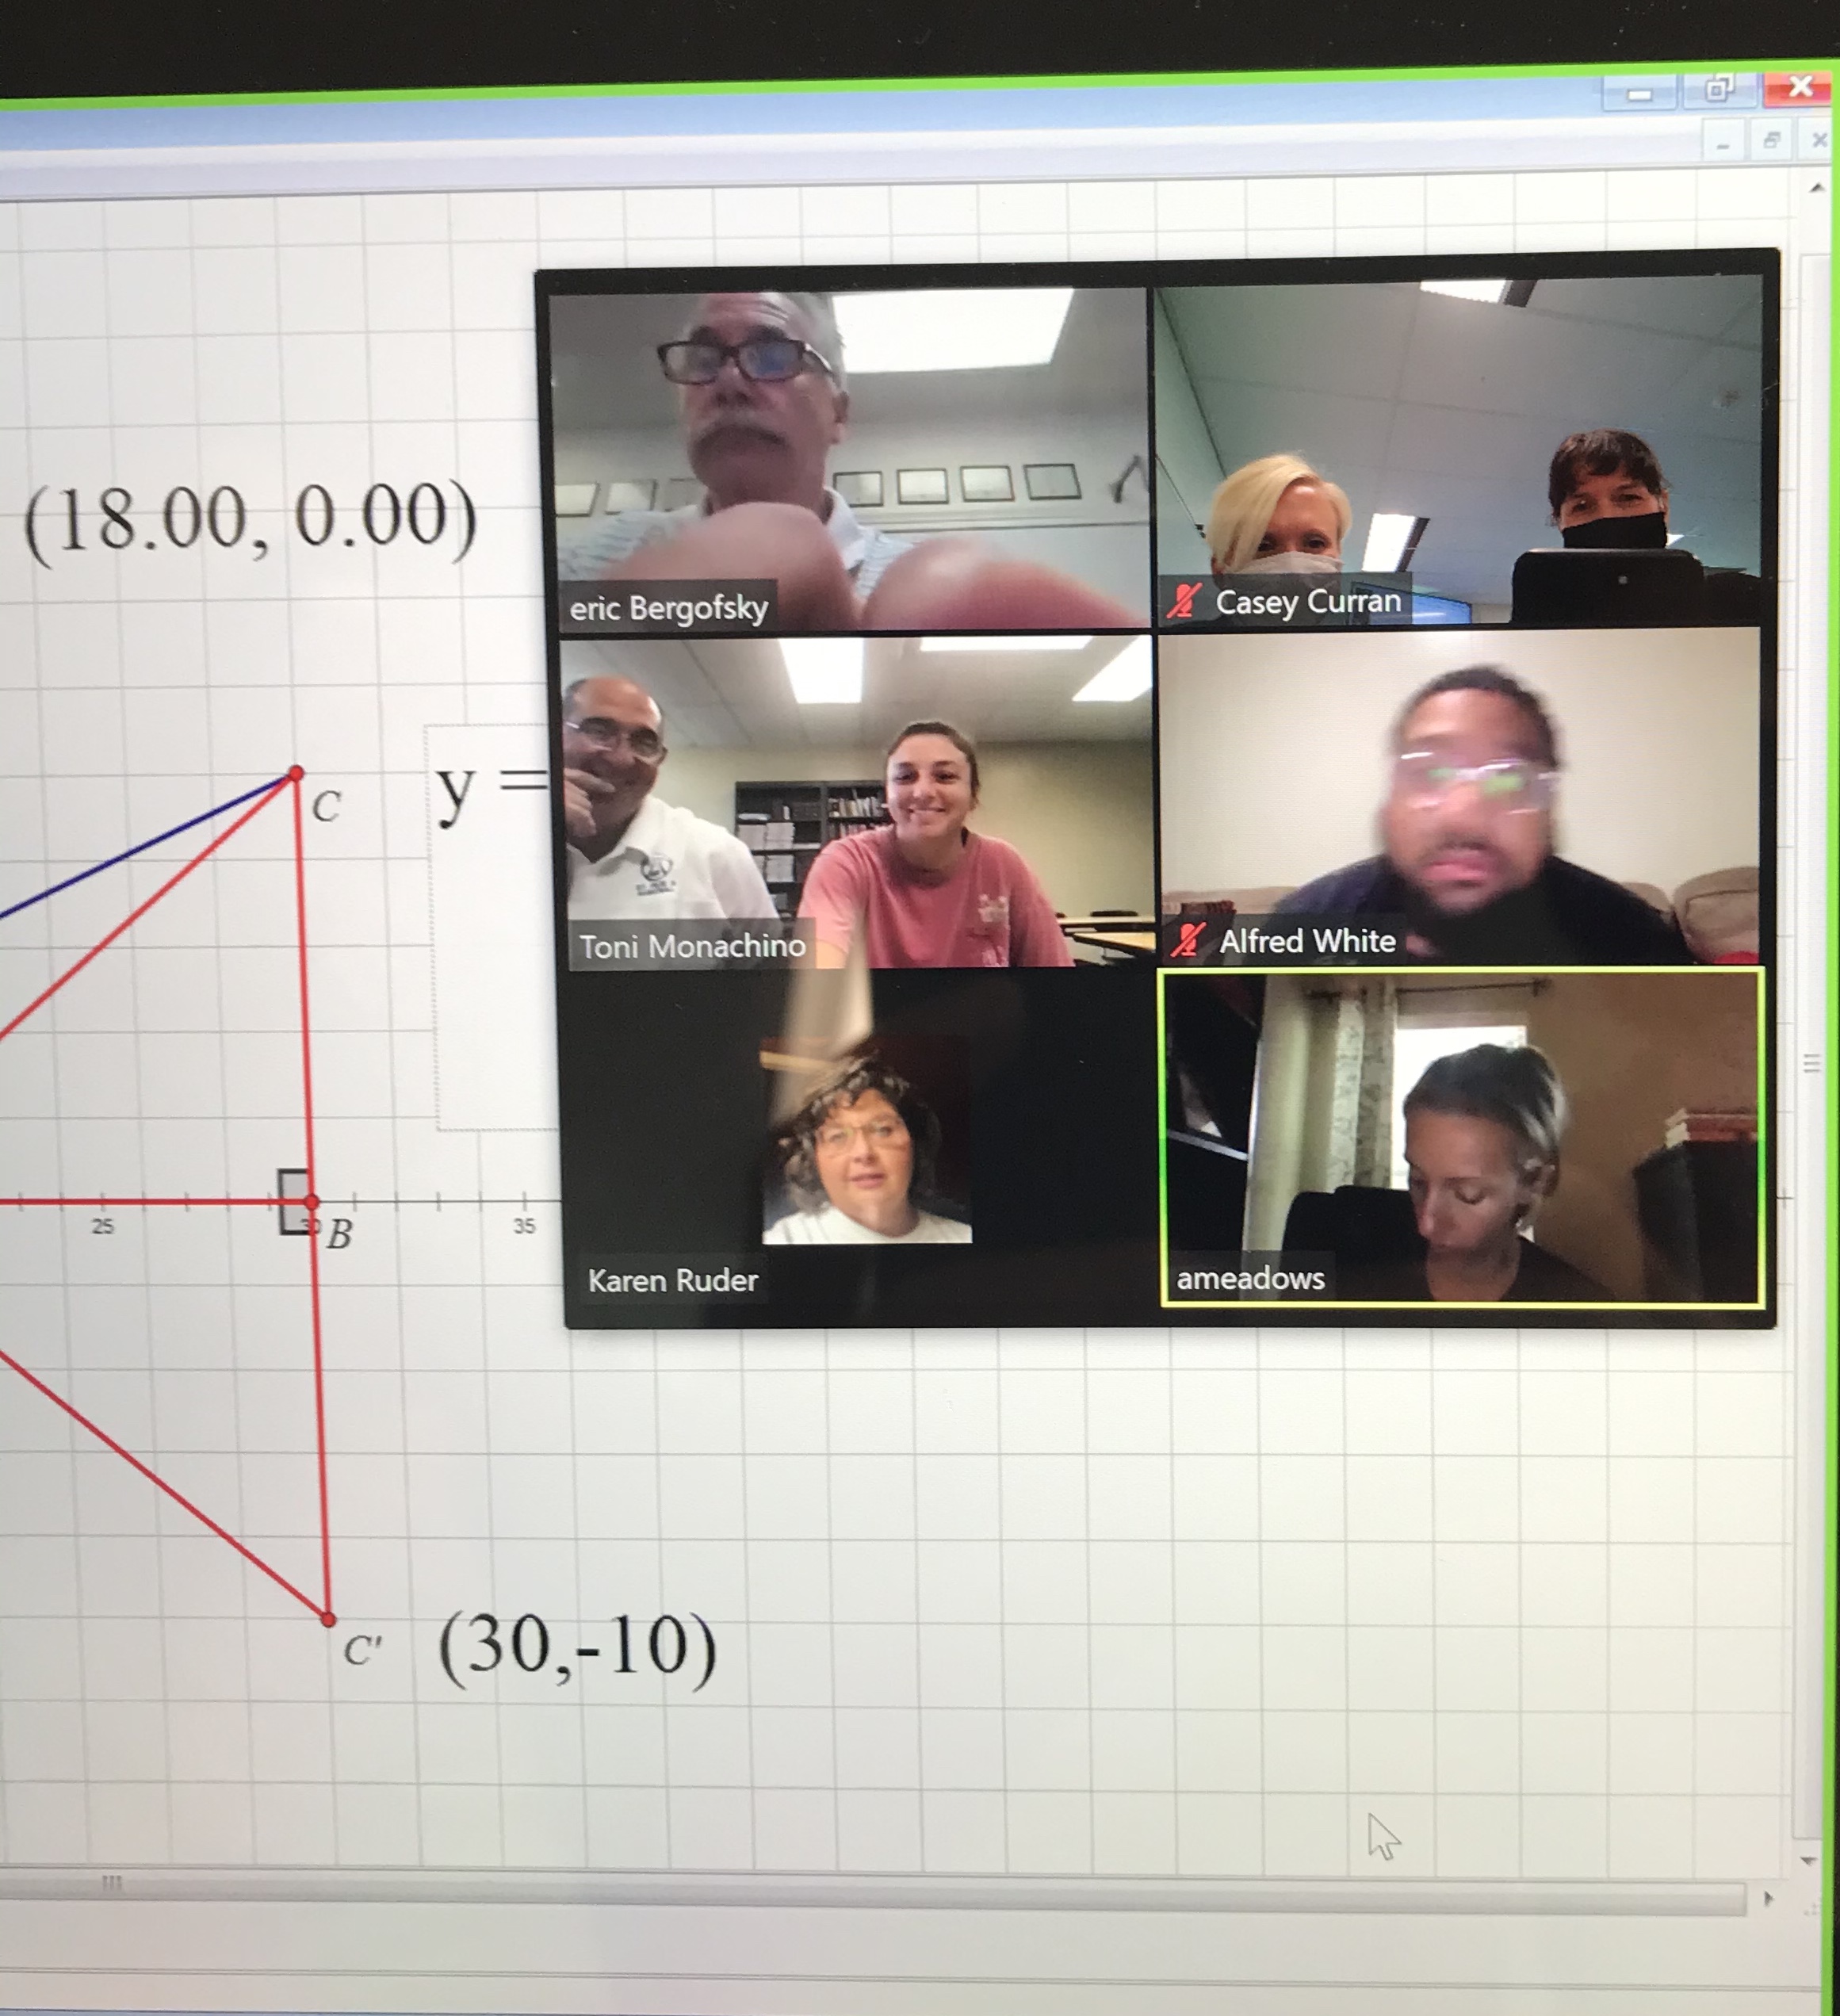 (18.00, 0.00)
eric Bergofsky
Casey Curran
C
y =
Toni Monachino
Alfred White
25
30
B
35
Karen Ruder
ameadows
C'
(30,-10)